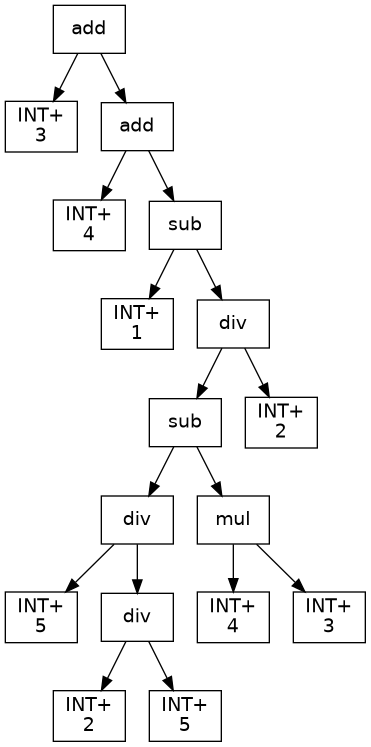 add
INT+
3
add
INT+
4
sub
INT+
1
div
sub
INT+
2
div
mul
INT+
5
div
INT+
4
INT+
3
INT+
2
INT+
5